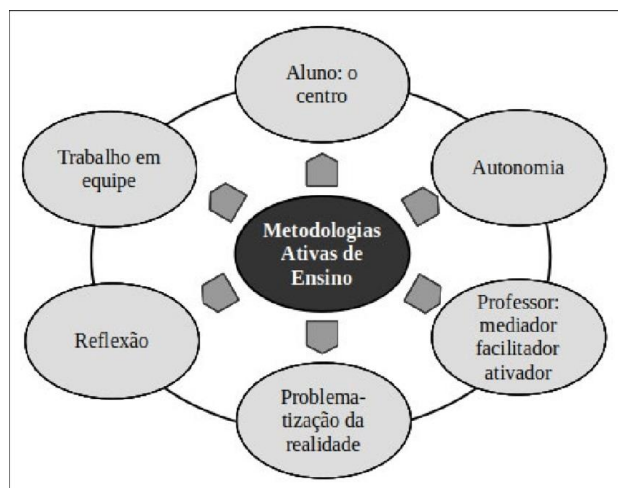 Aluno: o
centro
Trabalho em
equipe
Autonomia
Metodologias
Ativas de
Ensino
Reflexão
Professor:
mediador
facilitador
ativador
Problema-
tização da
realidade